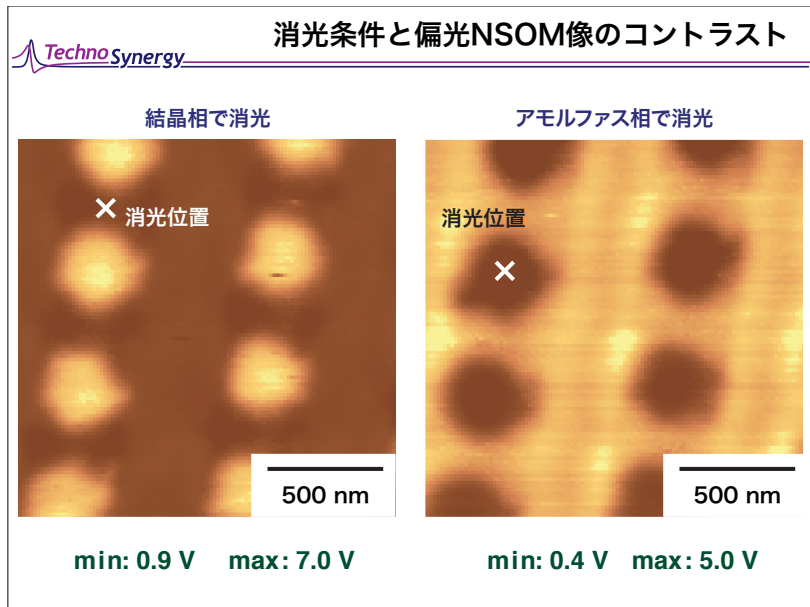 消光条件と偏光NSOM像のコントラスト
TechnoSynergy
結晶相で消光
アモルファス相で消光
消光位置
消光位置
500 nm
500 nm
min: 0.9 V max: 7.0 V
min: 0.4 V max: 5.0 V